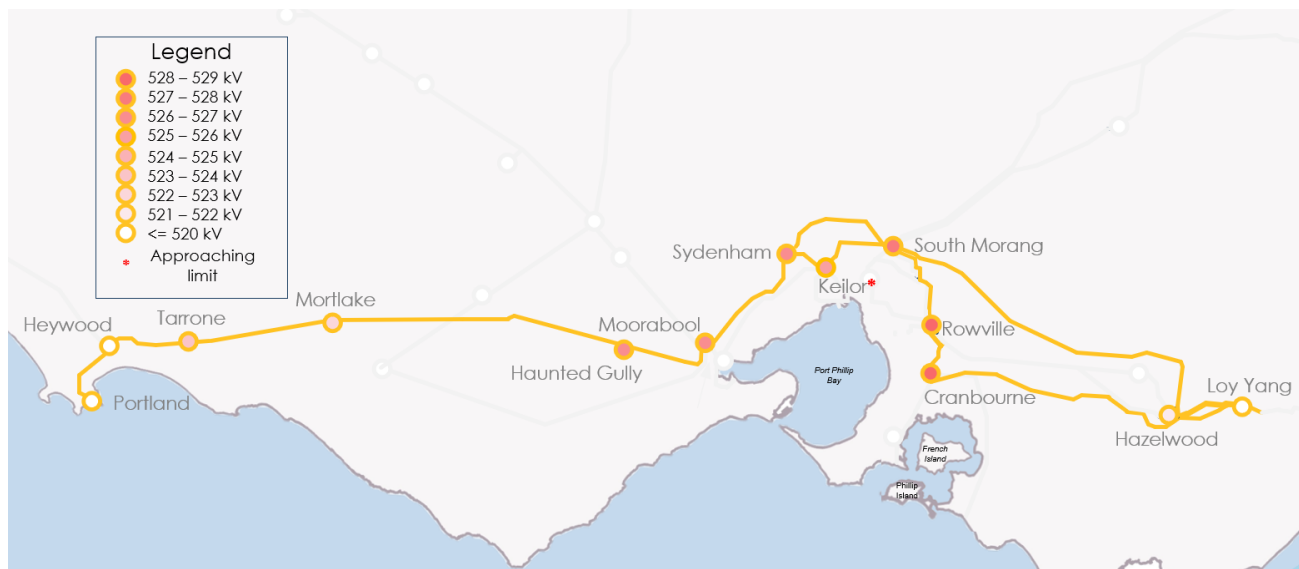 Legend
528 – 529 kV
527 – 528 kV
526 – 527 kV
525 – 526 kV
524 – 525 kV
523 – 524 kV
522 – 523 kV
521 – 522 kV
<= 520 kV
* Approaching
limit
Sydenham
South Morang
Keilor*
Mortlake
Tarrone
Heywood
Moorabool
Rowville
Haunted Gully
Port Phillip
Bay
Portland
Cranbourne
Loy Yang
Hazelwood
French
Island
Phillip
Island